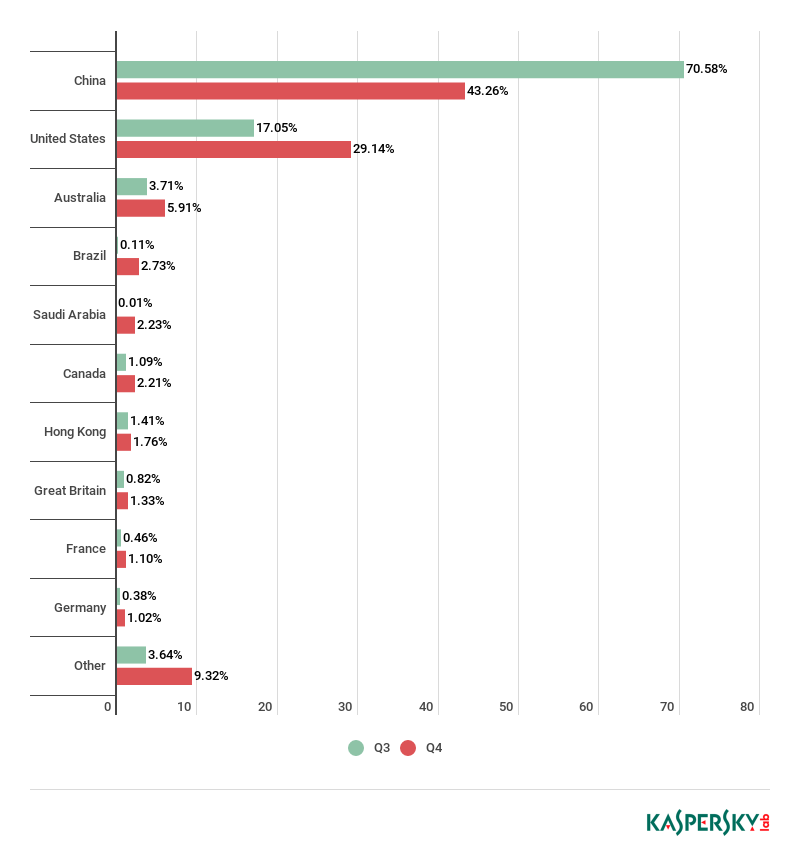 China
70.58%
43.26%
United States
17.05%
29.14%
Australia
3.71%
5.91%
Brazil
0.11%
2.73%
Saudi Arabia
0.01%
2.23%
Canada
1.09%
2.21%
Hong Kong
1.41%
1.76%
Great Britain
0.82%
1.33%
France
0.46%
1.10%
Germany
0.38%
1.02%
Other
3.64%
9.32%
0 10 20 30 40 50 60 70 80
Q3 Q4
KASPERSKY lab